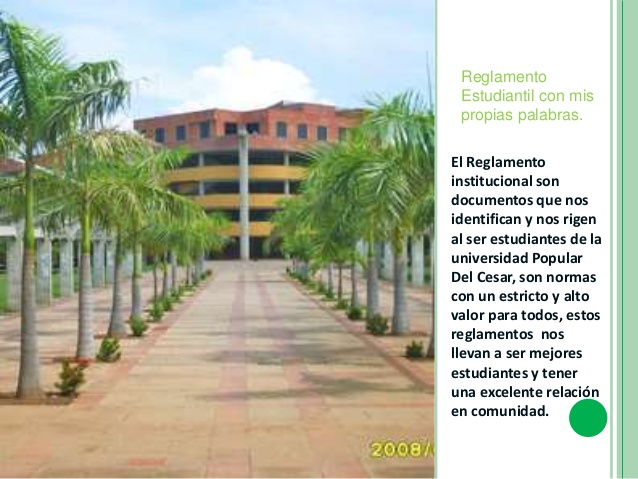 Reglamento
Estudiantil con mis
propias palabras.
El Reglamento
institucional son
documentos que nos
identifican y nos rigen
al ser estudiantes de la
universidad Popular
Del Cesar, son normas
con un estricto y alto
valor para todos, estos
reglamentos nos
llevan a ser mejores
estudiantes y tener
una excelente relación
en comunidad.
2008/